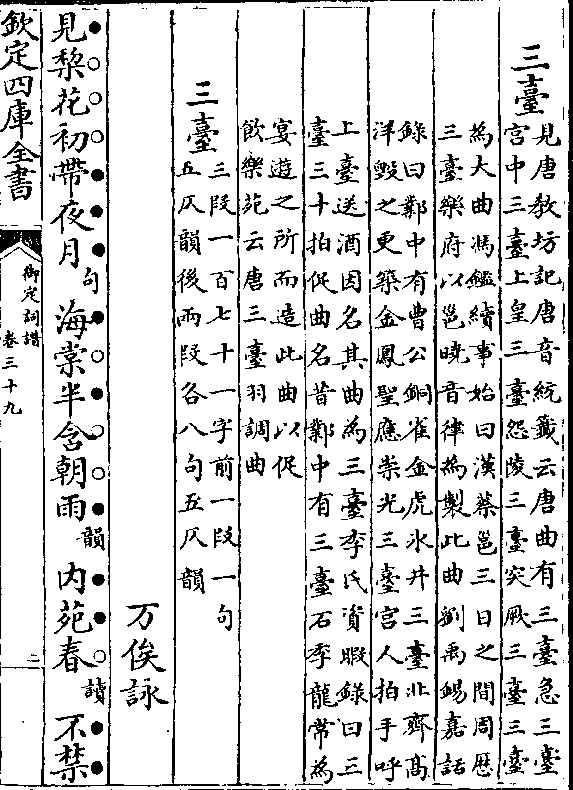 三臺見唐教坊記唐音統籖云唐曲有三臺急三臺
宫中三臺上皇三臺怨陵三臺突厥三臺三臺
為大曲馮鑑續事始曰漢蔡邕三日之間周歴
三臺樂府以邕曉音律為製此曲劉禹錫嘉話
錄曰鄴中有曹公銅雀金虎氷井三臺北齊髙
洋毁之更築金鳳聖應崇光三臺宫人拍手呼
上臺送酒因名其曲為三臺李氏資暇錄曰三
臺三十拍促曲名昔鄴中有三臺石季龍常為
宴遊之所而造此曲以促
飲樂苑云唐三臺羽調曲
三臺三段一百七十一字前一段一句
五仄韻後兩段各八句五仄韻
万俟詠
見棃花初帶夜月句海棠半含朝雨韻内苑春讀不禁
欽定四庫全書
御定詞譜
卷三十九
二